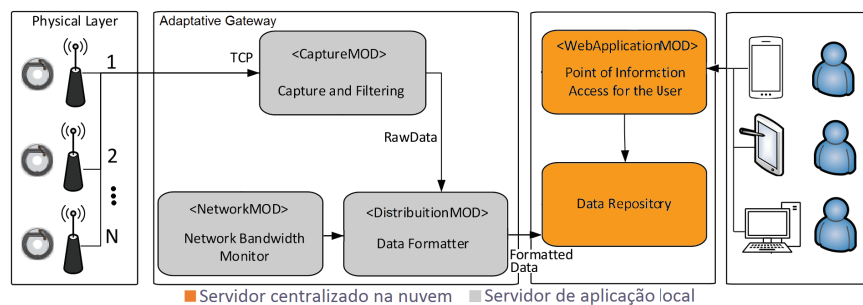 Physical Layer
1
2
N
Adaptative Gateway
TCP
<CaptureMOD>
Capture and Filtering
RawData
<NetworkMOD>
Network Bandwidth
Monitor
<DistribuitionMOD>
Data Formatter
Formatted
Data
<WebApplicationMOD>
Point of Information
Access for the User
Data Repository
Servidor centralizado na nuvem
Servidor de aplicação local